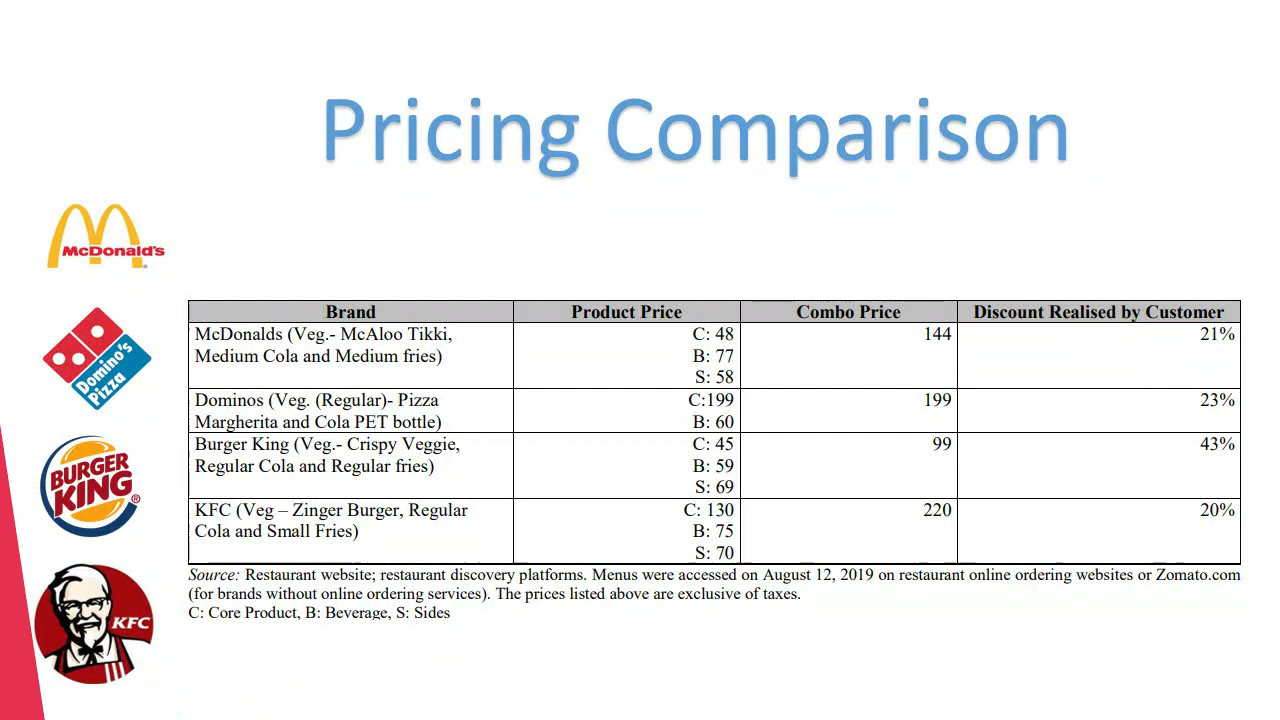 Pricing Comparison
McDonald's
Domino's
Pizza
BURGER
KING
®
KFC
Brand Product Price Combo Price Discount Realised by Customer
McDonalds (Veg.- McAloo Tikki, C: 48 144 21%
Medium Cola and Medium fries) B: 77
S: 58
Dominos (Veg. (Regular)- Pizza C:199 199 23%
Margherita and Cola PET bottle) B: 60
Burger King (Veg.- Crispy Veggie, C: 45 99 43%
Regular Cola and Regular fries) B: 59
S: 69
KFC (Veg – Zinger Burger, Regular C: 130 220 20%
Cola and Small Fries) B: 75
S: 70
Source: Restaurant website; restaurant discovery platforms. Menus were accessed on August 12, 2019 on restaurant online ordering websites or Zomato.com
(for brands without online ordering services). The prices listed above are exclusive of taxes.
C: Core Product, B: Beverage, S: Sides